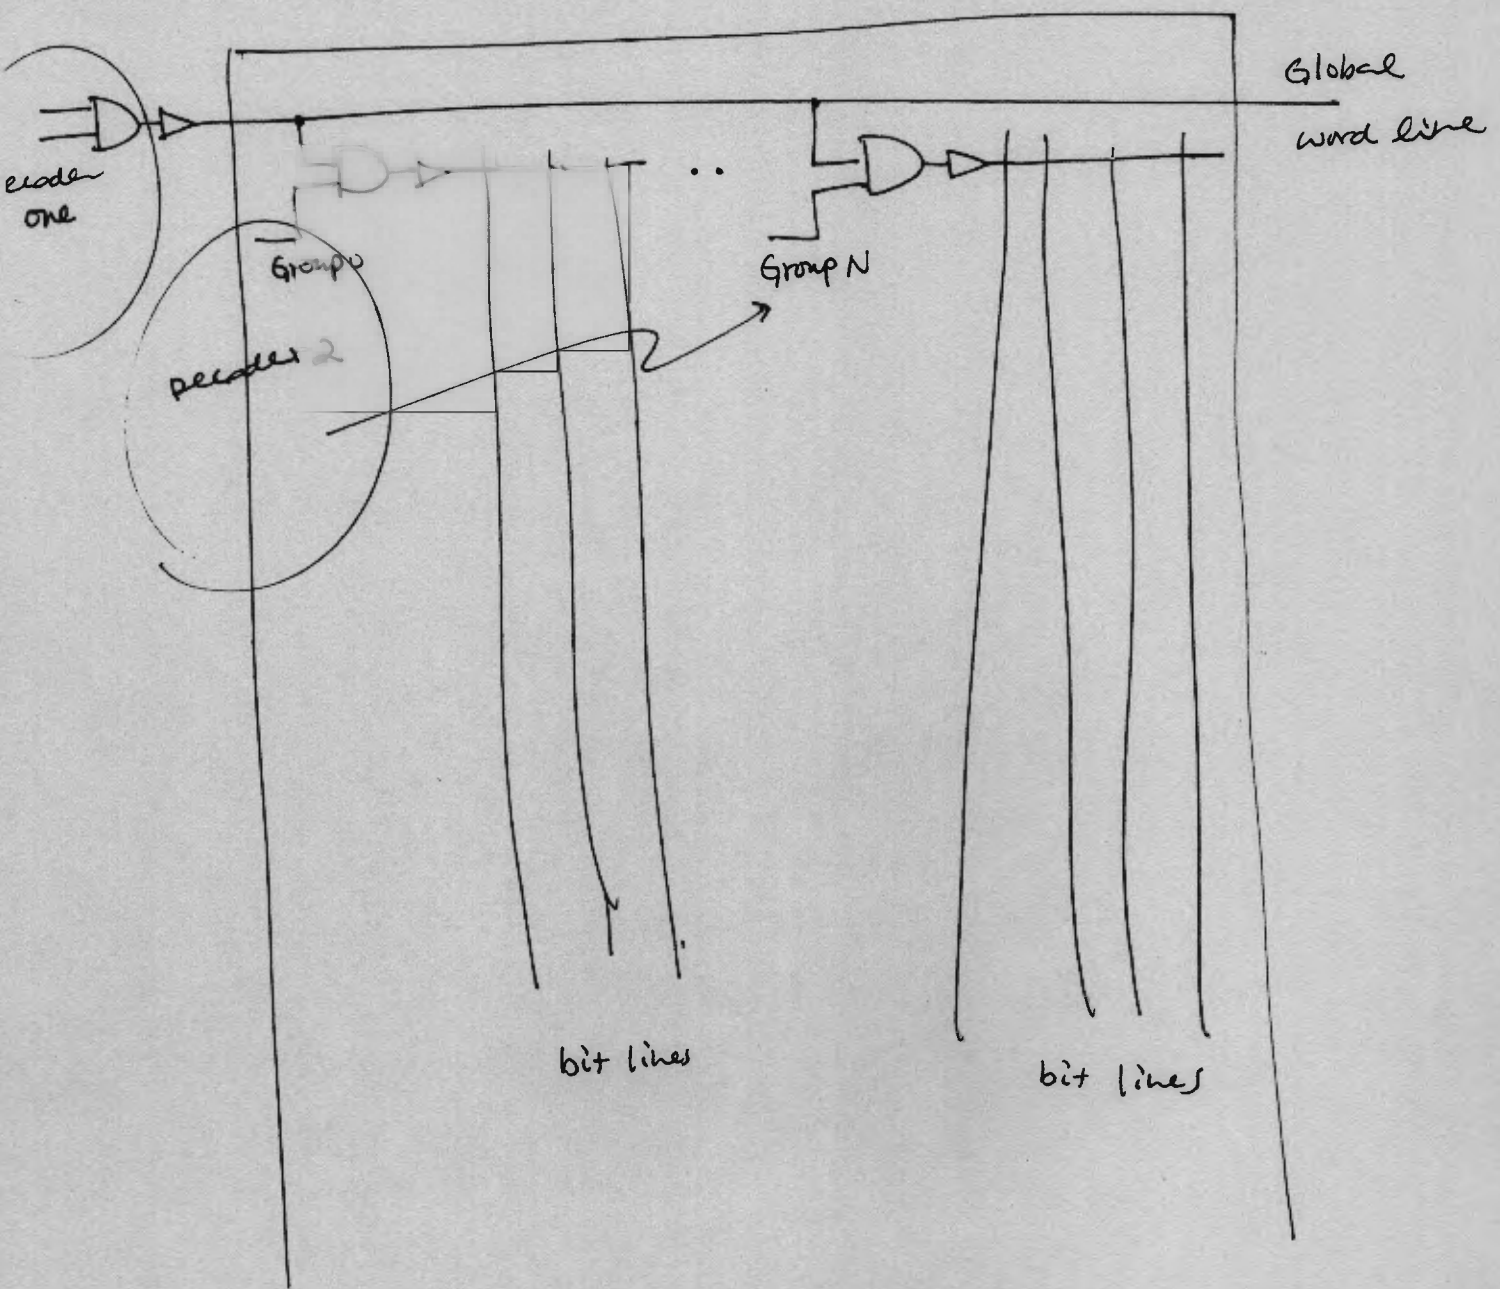 Global
word line
ecoder
one
Group0
Group N
Decoder 2
bit lines
bit lines